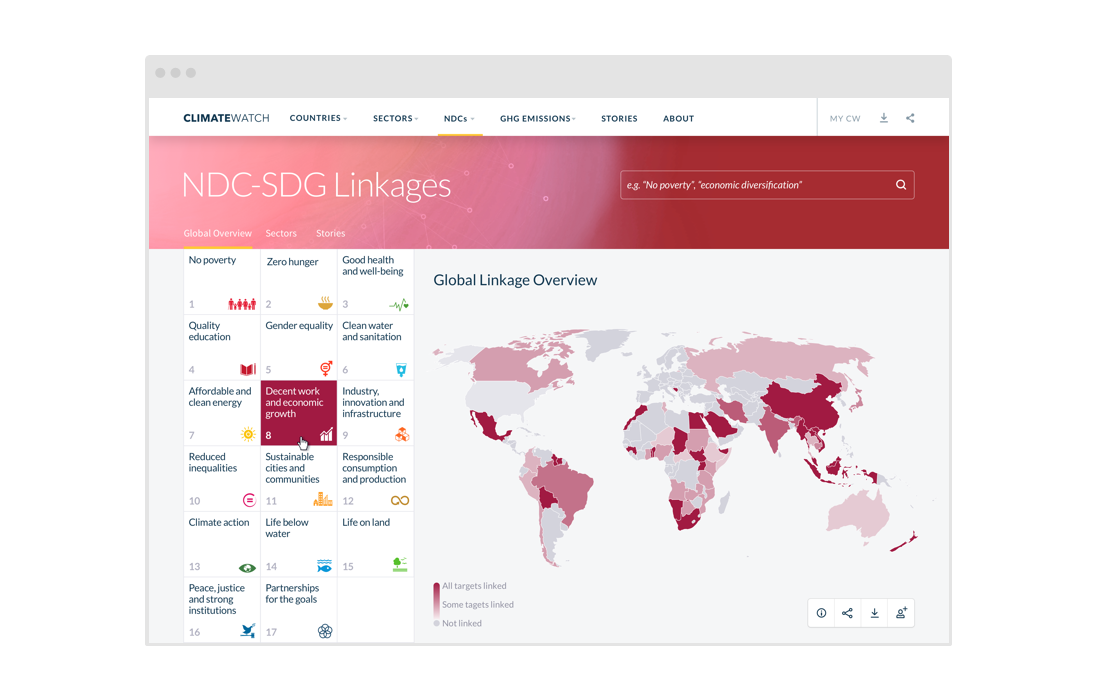 CLIMATEWATCH COUNTRIES SECTORS NDCs GHG EMISSIONS STORIES ABOUT MY CW
NDC-SDG Linkages
e.g. "No poverty", "economic diversification"
Global Overview Sectors Stories
No poverty
1
Zero hunger
2
Good health
and well-being
3
Quality
education
4
Gender equality
5
Clean water
and sanitation
6
Affordable and
clean energy
7
Decent work
and economic
growth
8
Industry,
innovation and
infrastructure
9
Reduced
inequalities
10
Sustainable
cities and
communities
11
Responsible
consumption
and production
12
Climate action
13
Life below
water
14
Life on land
15
Peace, justice
and strong
institutions
16
Partnerships
for the goals
17
Global Linkage Overview
All targets linked
Some tagets linked
Not linked